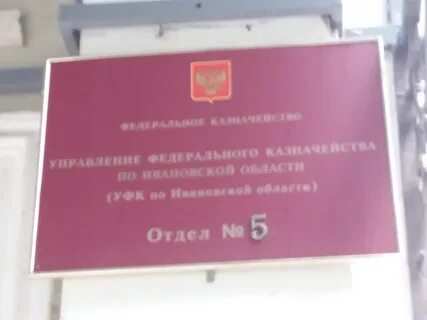 ФЕДЕРАЛЬНОЕ КАЗНАЧЕЙСТВО
УПРАВЛЕНИЕ ФЕДЕРАЛЬНОГО КАЗНАЧЕЙСТВА
ПО ИВАНОВСКОЙ ОБЛАСТИ
(УФК по Ивановской области)
Отдел № 5